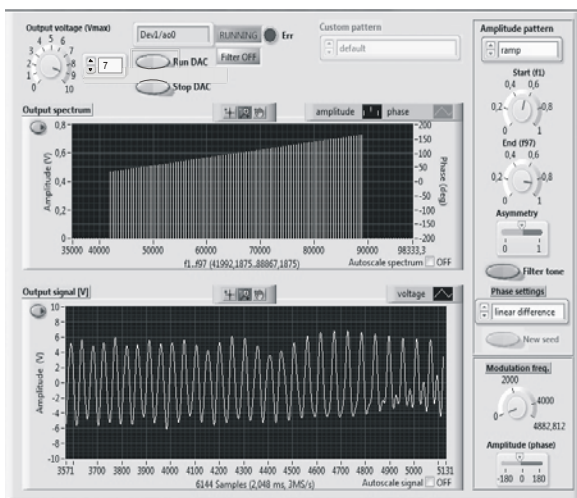 Output voltage (Vmax)
4 5 6
3 7
2 8
1 9
0 10
7
Dev1/ao0
RUNNING
Err
Run DAC
Filter OFF
Stop DAC
Custom pattern
default
Amplitude pattern
ramp
Start (f1)
0,4 0,6
0,2 0,8
0 1
End (f97)
0,4 0,6
0,2 0,8
0 1
Asymmetry
0 1
Filter tone
Phase settings
linear difference
New seed
Modulation freq.
2000
4000
0
4882,812
Amplitude (phase)
-180 0 180
Output spectrum
amplitude phase
Amplitude (V)
0,8
0,6
0,4
0,2
0
200
150
100
50
0
-50
-100
-150
-200
Phase (deg)
35000 40000 50000 60000 70000 80000 90000 98333,3
f1..f97 (41992,1875..88867,1875)
Autoscale spectrum OFF
Output signal [V]
voltage
Amplitude (V)
10
8
6
4
2
0
-2
-4
-6
-8
-10
3571 3700 3800 3900 4000 4100 4200 4300 4400 4500 4600 4700 4800 4900 5000 5131
6144 Samples (2,048 ms, 3MS/s)
Autoscale signal OFF